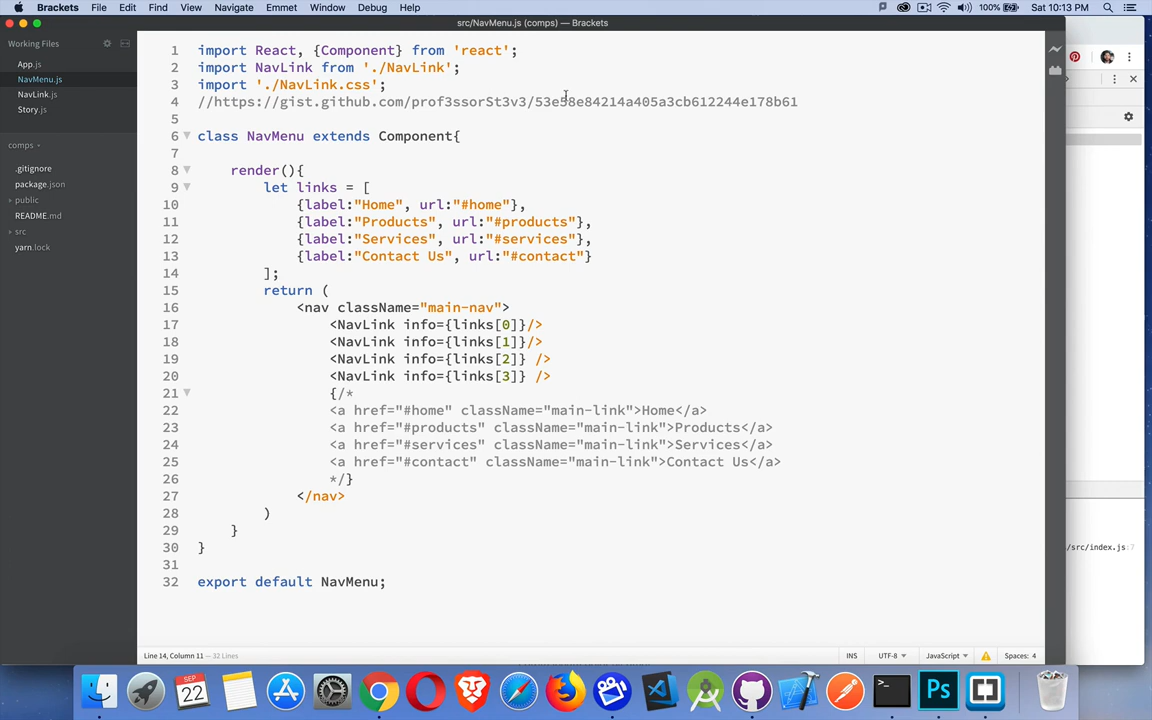 Brackets File Edit Find View Navigate Emmet Window Debug Help 100% Sat 10:13 PM
src/NavMenu.js (comps) — Brackets
Working Files
App.js
NavMenu.js
NavLink.js
Story.js
comps
.gitignore
package.json
public
README.md
src
yarn.lock
1 import React, {Component} from 'react';
2 import NavLink from './NavLink';
3 import './NavLink.css';
4 //https://gist.github.com/prof3ssorSt3v3/53e58e84214a405a3cb612244e178b61
5
6 class NavMenu extends Component{
7
8 render(){
9 let links = [
10 {label:"Home", url:"#home"},
11 {label:"Products", url:"#products"},
12 {label:"Services", url:"#services"},
13 {label:"Contact Us", url:"#contact"}
14 ];
15 return (
16 <nav className="main-nav">
17 <NavLink info={links[0]}/>
18 <NavLink info={links[1]}/>
19 <NavLink info={links[2]} />
20 <NavLink info={links[3]} />
21 {/*
22 <a href="#home" className="main-link">Home</a>
23 <a href="#products" className="main-link">Products</a>
24 <a href="#services" className="main-link">Services</a>
25 <a href="#contact" className="main-link">Contact Us</a>
26 */}
27 </nav>
28 )
29 }
30 }
31
32 export default NavMenu;
/src/index.js:7
Line 14, Column 11 — 32 Lines
INS UTF-8 JavaScript Spaces: 4
SEP
22
Ps